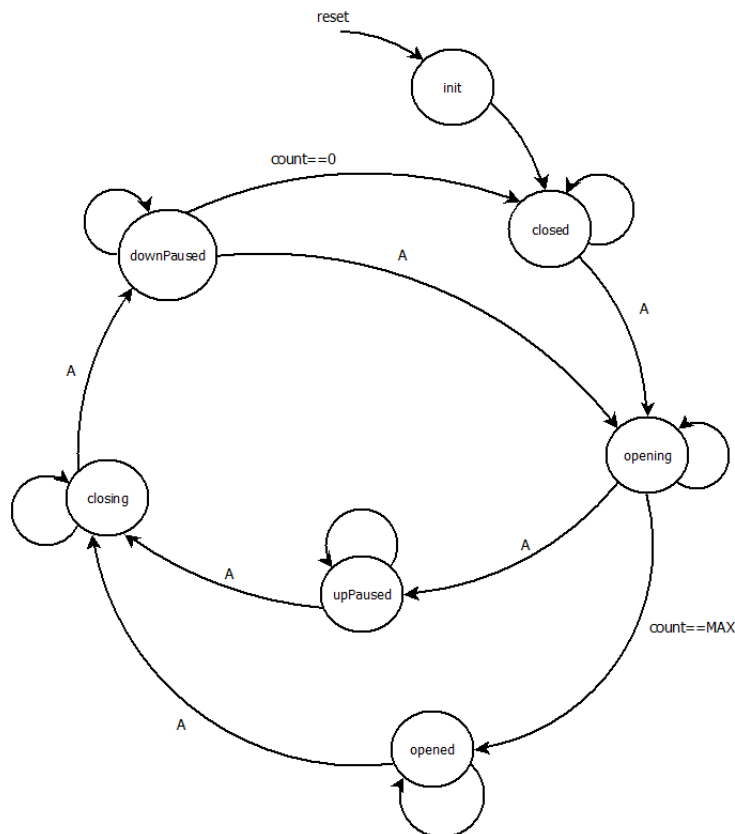 reset
init
count==0
closed
downPaused
A
A
A
opening
closing
A
A
upPaused
count==MAX
A
opened